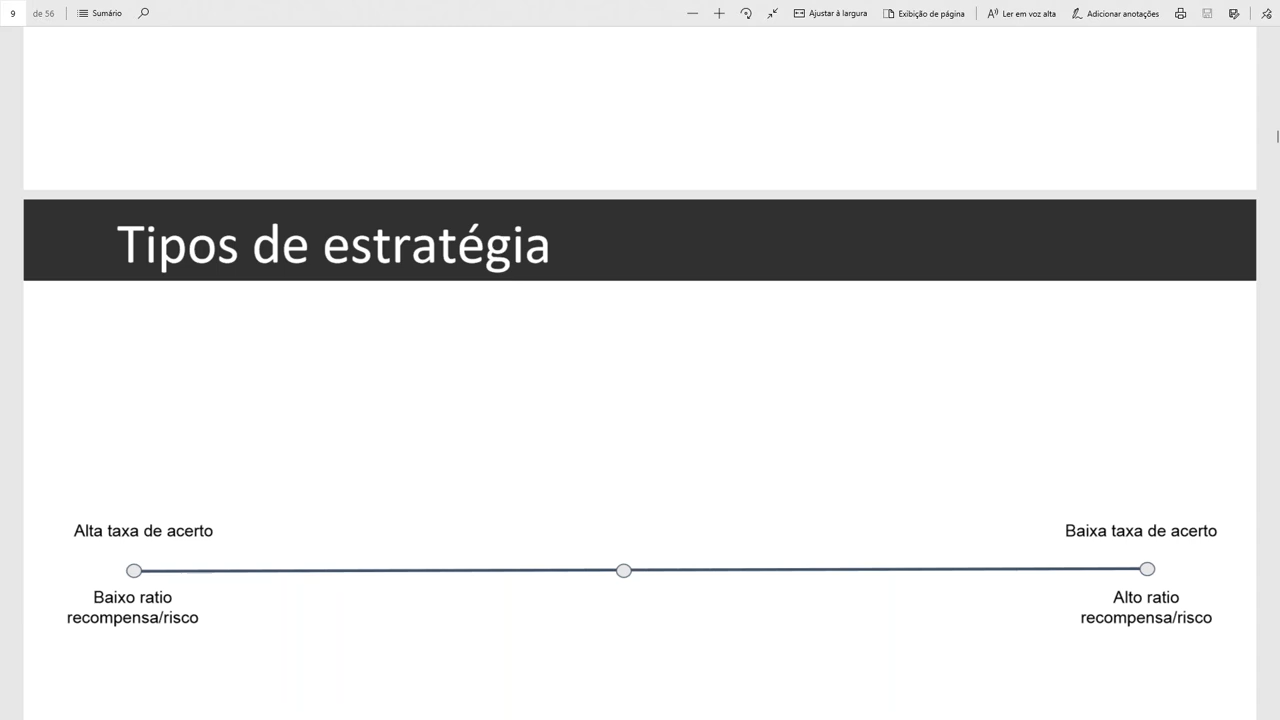 9 de 56 Sumário Ajustar à largura Exibição de página Ler em voz alta Adicionar anotações
Tipos de estratégia
Alta taxa de acerto
Baixa taxa de acerto
Baixo ratio
recompensa/risco
Alto ratio
recompensa/risco